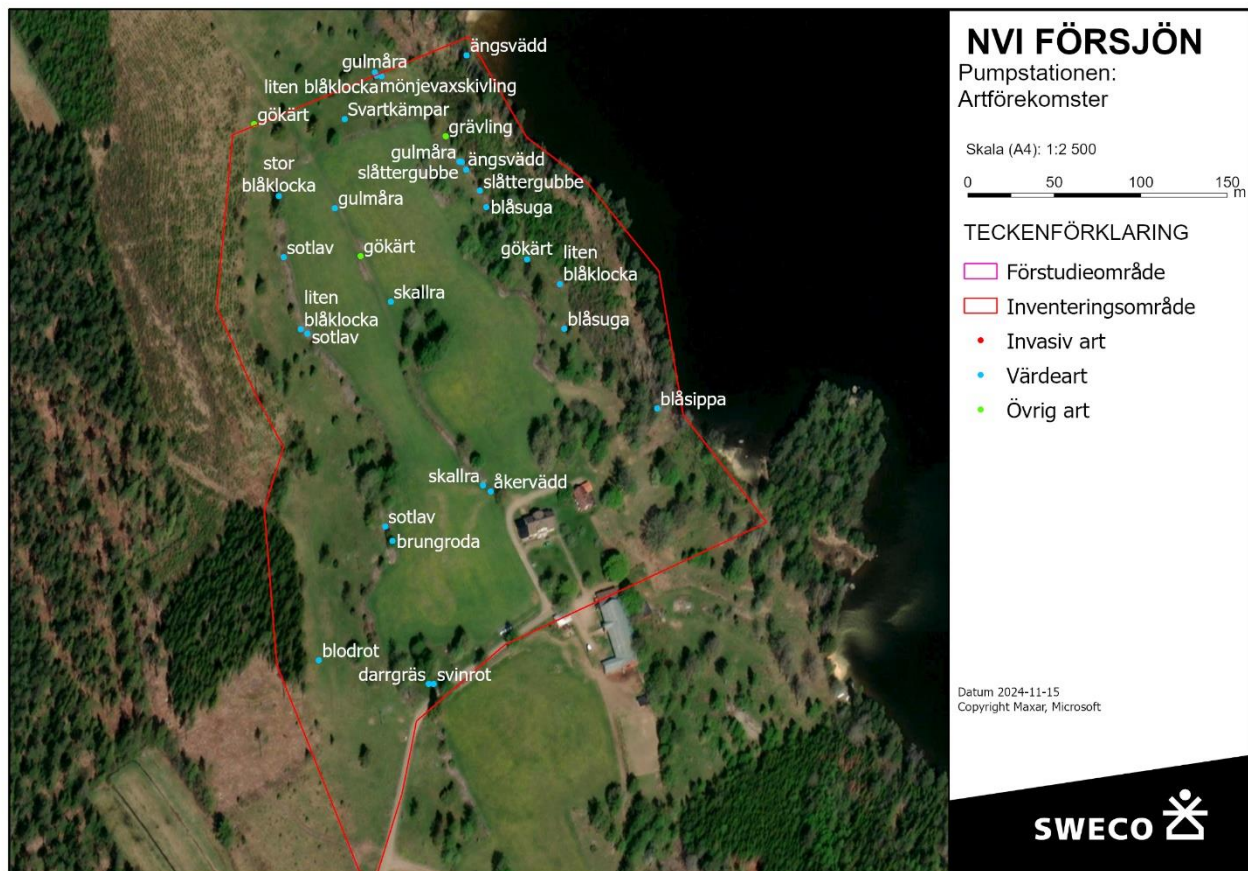 ängsvädd
gulmåra
liten blåklocka
mönjevaxskivling
Svartkämpar
gökärt
grävling
gulmåra
ängsvädd
stor
blåklocka
slåttergubbe
slåttergubbe
gulmåra
blåsuga
sotlav
gökärt
gökärt
liten
blåklocka
skallra
liten
blåklocka
sotlav
blåsuga
blåsippa
skallra
åkervädd
sotlav
brungroda
blodrot
darrgräs
svinrot
NVI FÖRSJÖN
Pumpstationen:
Artförekomster
Skala (A4): 1:2 500
0 50 100 150
m
TECKENFÖRKLARING
Förstudieområde
Inventeringsområde
Invasiv art
Värdeart
Övrig art
Datum 2024-11-15
Copyright Maxar, Microsoft
SWECO